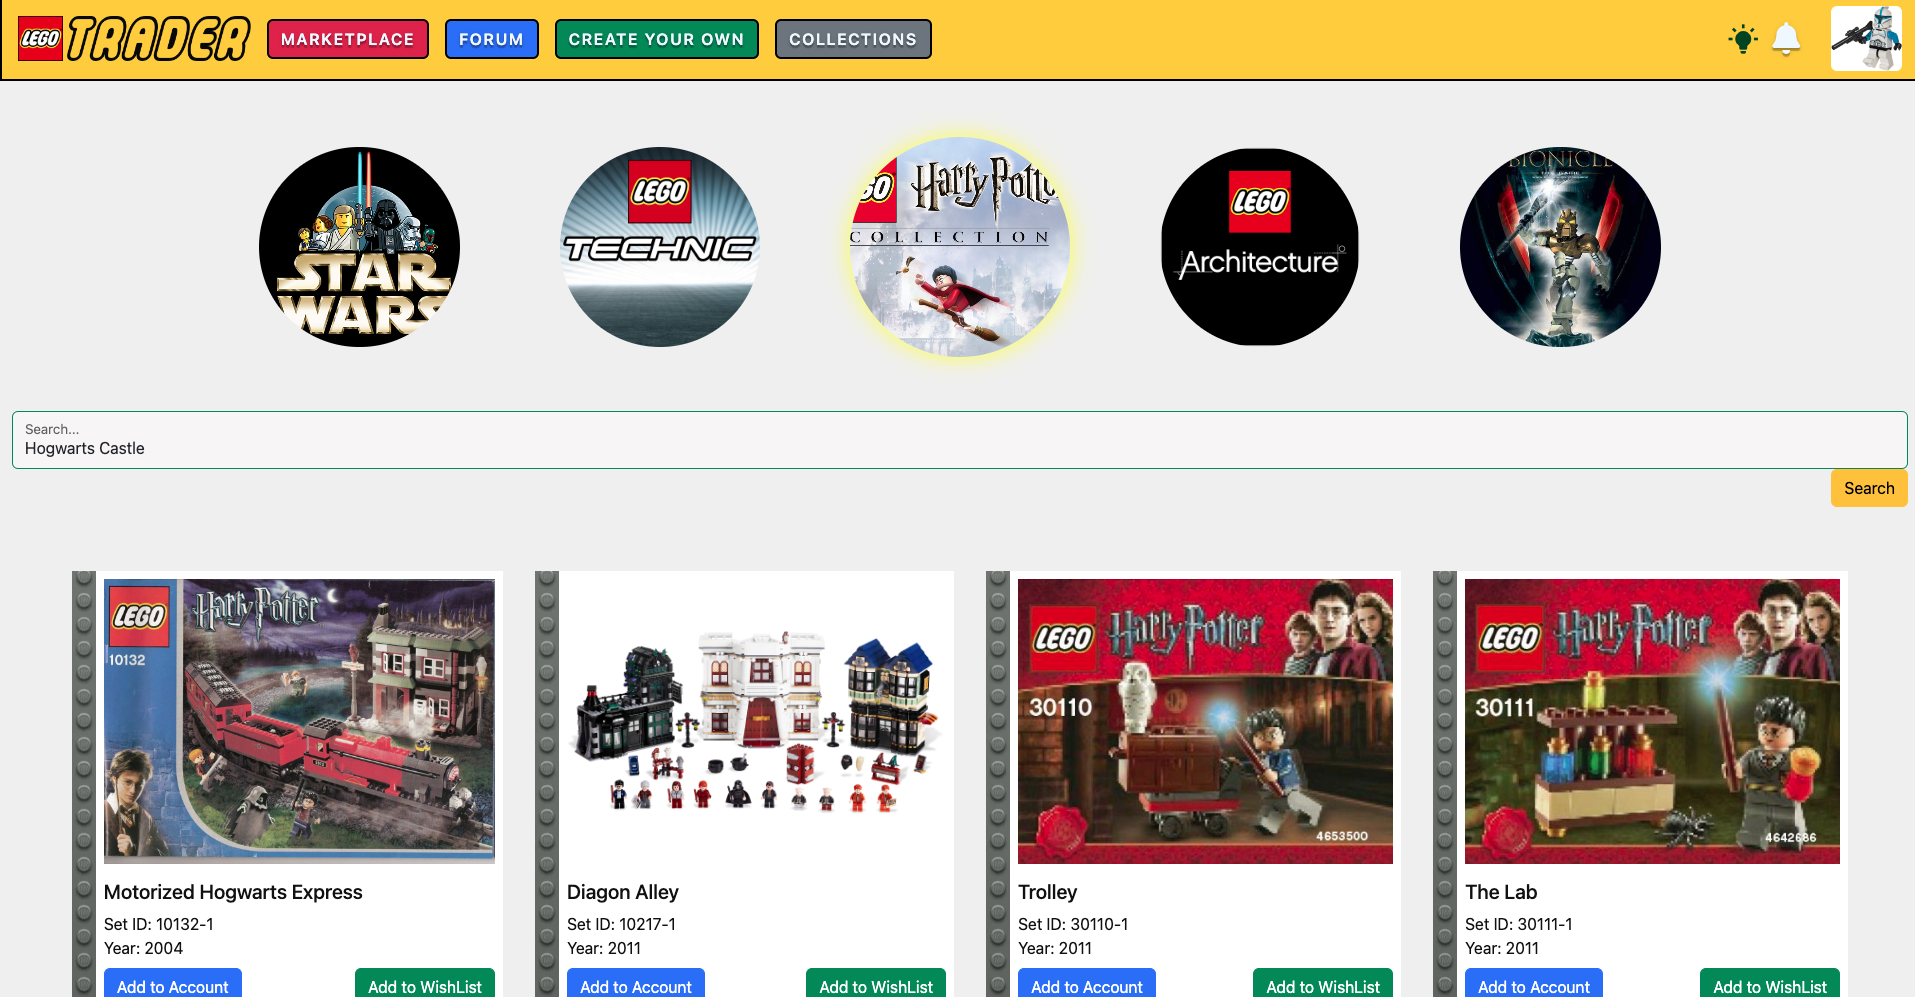 LEGO TRADER MARKETPLACE FORUM CREATE YOUR OWN COLLECTIONS
STAR
WARS
LEGO
TECHNIC
Harry Potte
COLLECTION
LEGO
Architecture
BIONICLE
Search...
Hogwarts Castle
Search
LEGO Harry Potter
10132
Motorized Hogwarts Express
Set ID: 10132-1
Year: 2004
Add to Account Add to WishList
Diagon Alley
Set ID: 10217-1
Year: 2011
Add to Account Add to WishList
LEGO Harry Potter
30110
4653500
Trolley
Set ID: 30110-1
Year: 2011
Add to Account Add to WishList
LEGO Harry Potter
30111
4642686
The Lab
Set ID: 30111-1
Year: 2011
Add to Account Add to WishList